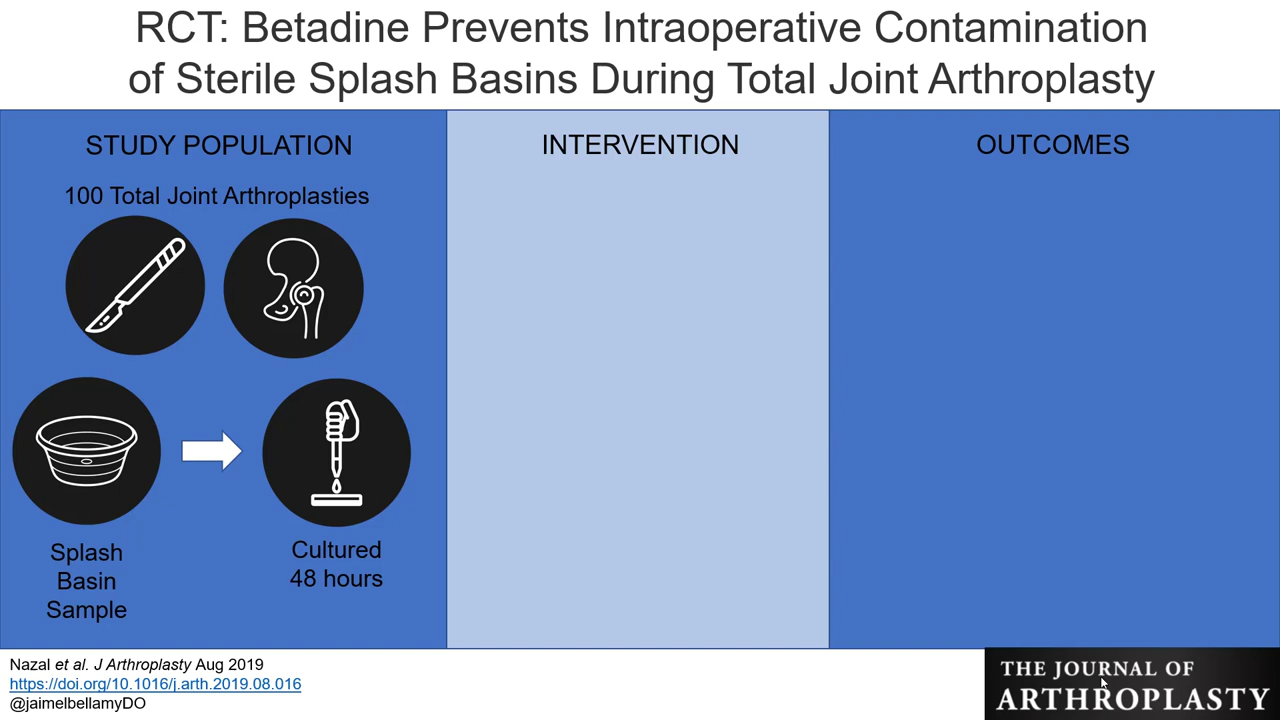 RCT: Betadine Prevents Intraoperative Contamination
of Sterile Splash Basins During Total Joint Arthroplasty
STUDY POPULATION
100 Total Joint Arthroplasties
Splash
Basin
Sample
Cultured
48 hours
INTERVENTION
OUTCOMES
Nazal et al. J Arthroplasty Aug 2019
https://doi.org/10.1016/j.arth.2019.08.016
@jaimelbellamyDO
THE JOURNAL OF
ARTHROPLASTY